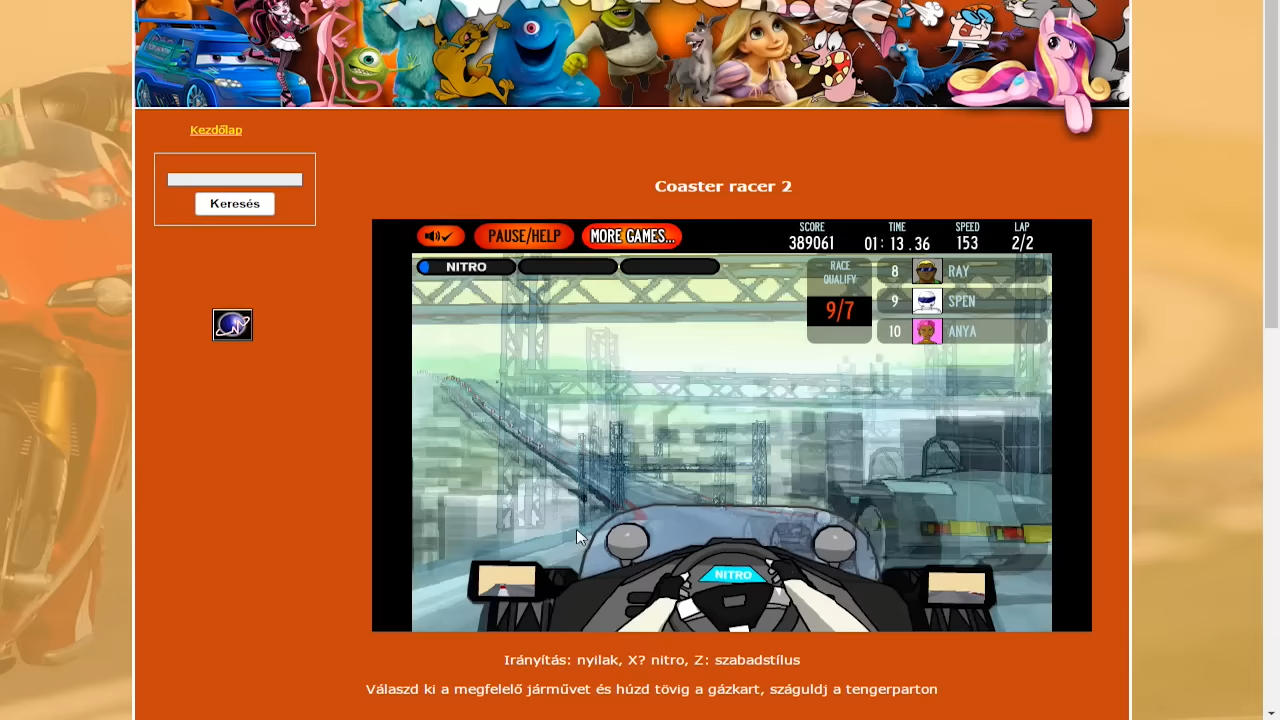 Kezdőlap
Keresés
Coaster racer 2
PAUSE/HELP
MORE GAMES...
SCORE
389061
TIME
01: 13 .36
SPEED
153
LAP
2/2
NITRO
RACE
QUALIFY
9/7
8 RAY
9 SPEN
10 ANYA
N
NITRO
Irányítás: nyilak, X? nitro, Z: szabadstílus
Válaszd ki a megfelelő járművet és húzd tövig a gázkart, száguldj a tengerparton